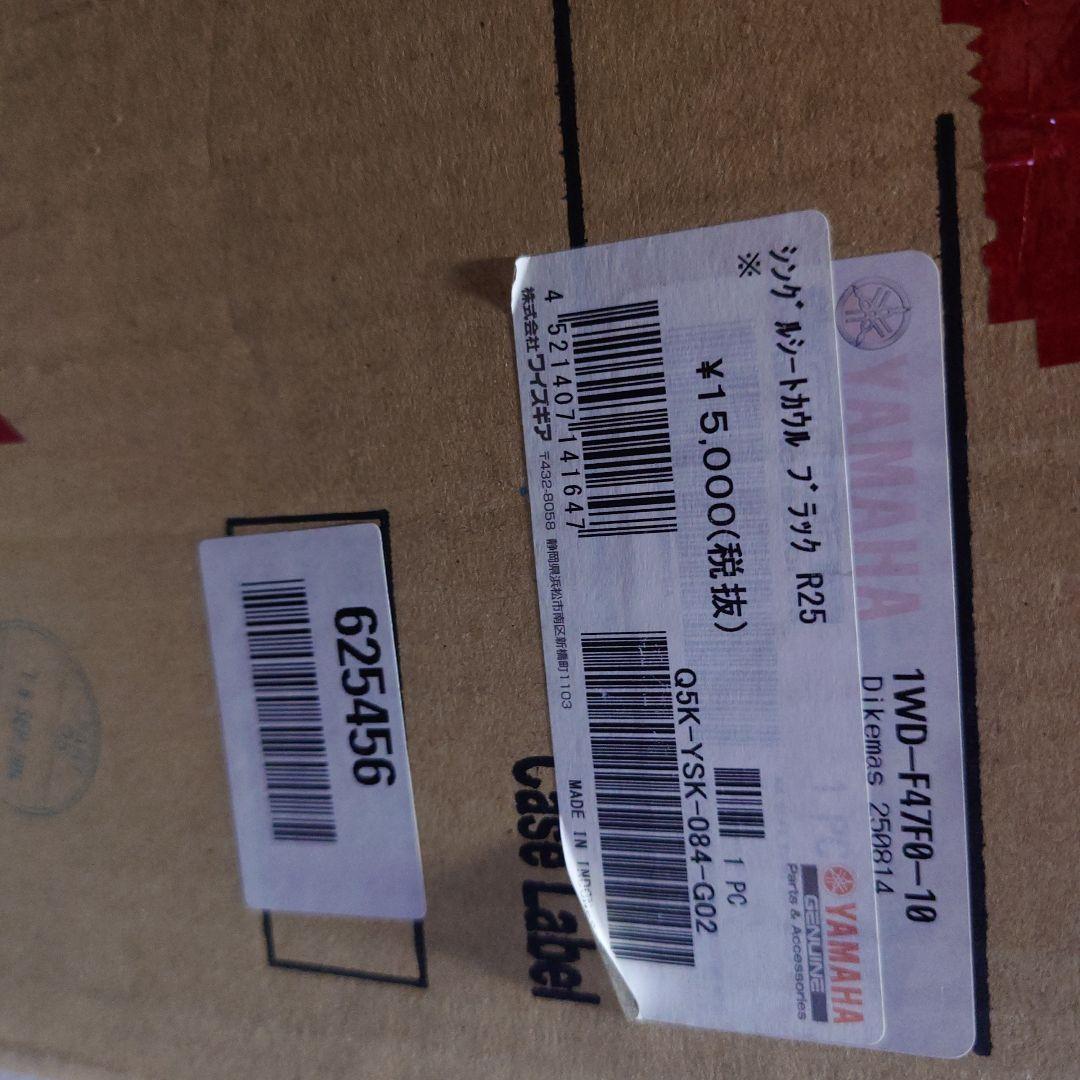 YAMAHA
1WD-F47F0-10
Dikemas 250814
シングルシートカウル ブラック R25
※
YAMAHA
GENUINE
Parts & Accessories
¥15,000(税抜)
1 PC
Q5K-YSK-084-G02
4 521407 141647
株式会社ワイズギア 〒432-8058 静岡県浜松市南区新橋町1103
MADE IN
Case Label
625456